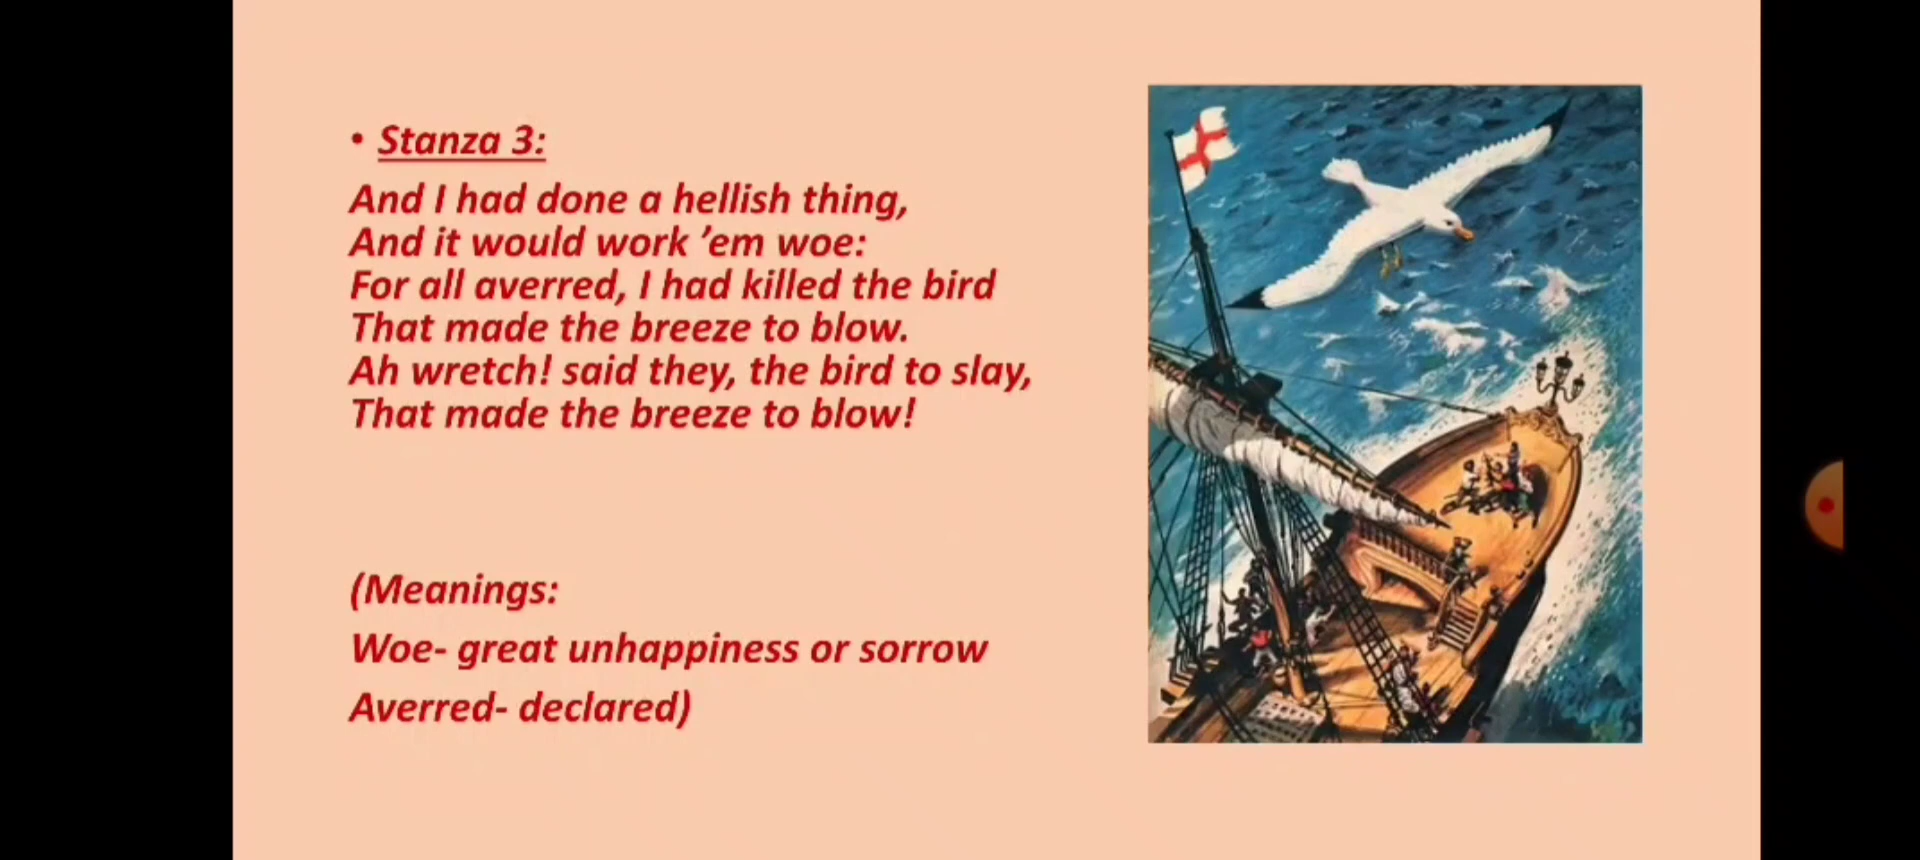 • Stanza 3:
And I had done a hellish thing,
And it would work ’em woe:
For all averred, I had killed the bird
That made the breeze to blow.
Ah wretch! said they, the bird to slay,
That made the breeze to blow!
(Meanings:
Woe- great unhappiness or sorrow
Averred- declared)